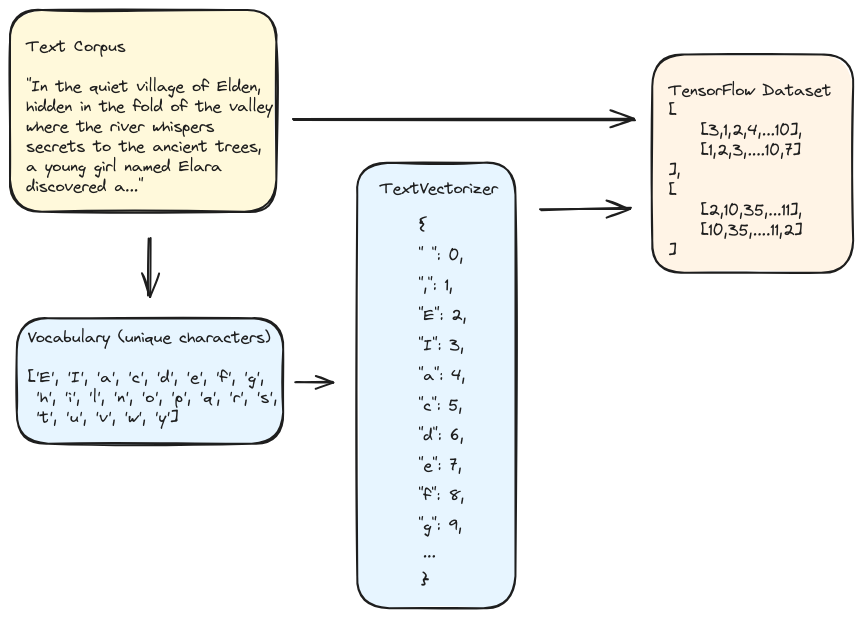 Text Corpus
"In the quiet village of Elden,
hidden in the fold of the valley
where the river whispers
secrets to the ancient trees,
a young girl named Elara
discovered a..."
Vocabulary (unique characters)
['E', 'I', 'a', 'c', 'd', 'e', 'f', 'g',
'h', 'i', 'l', 'n', 'o', 'p', 'q', 'r', 's',
't', 'u', 'v', 'w', 'y']
TextVectorizer
{
" ": 0,
",": 1,
"E": 2,
"I": 3,
"a": 4,
"c": 5,
"d": 6,
"e": 7,
"f": 8,
"g": 9,
...
}
TensorFlow Dataset
[
[3,1,2,4,...10],
[1,2,3,....10,7]
],
[
[2,10,35,...11],
[10,35,....11,2]
]